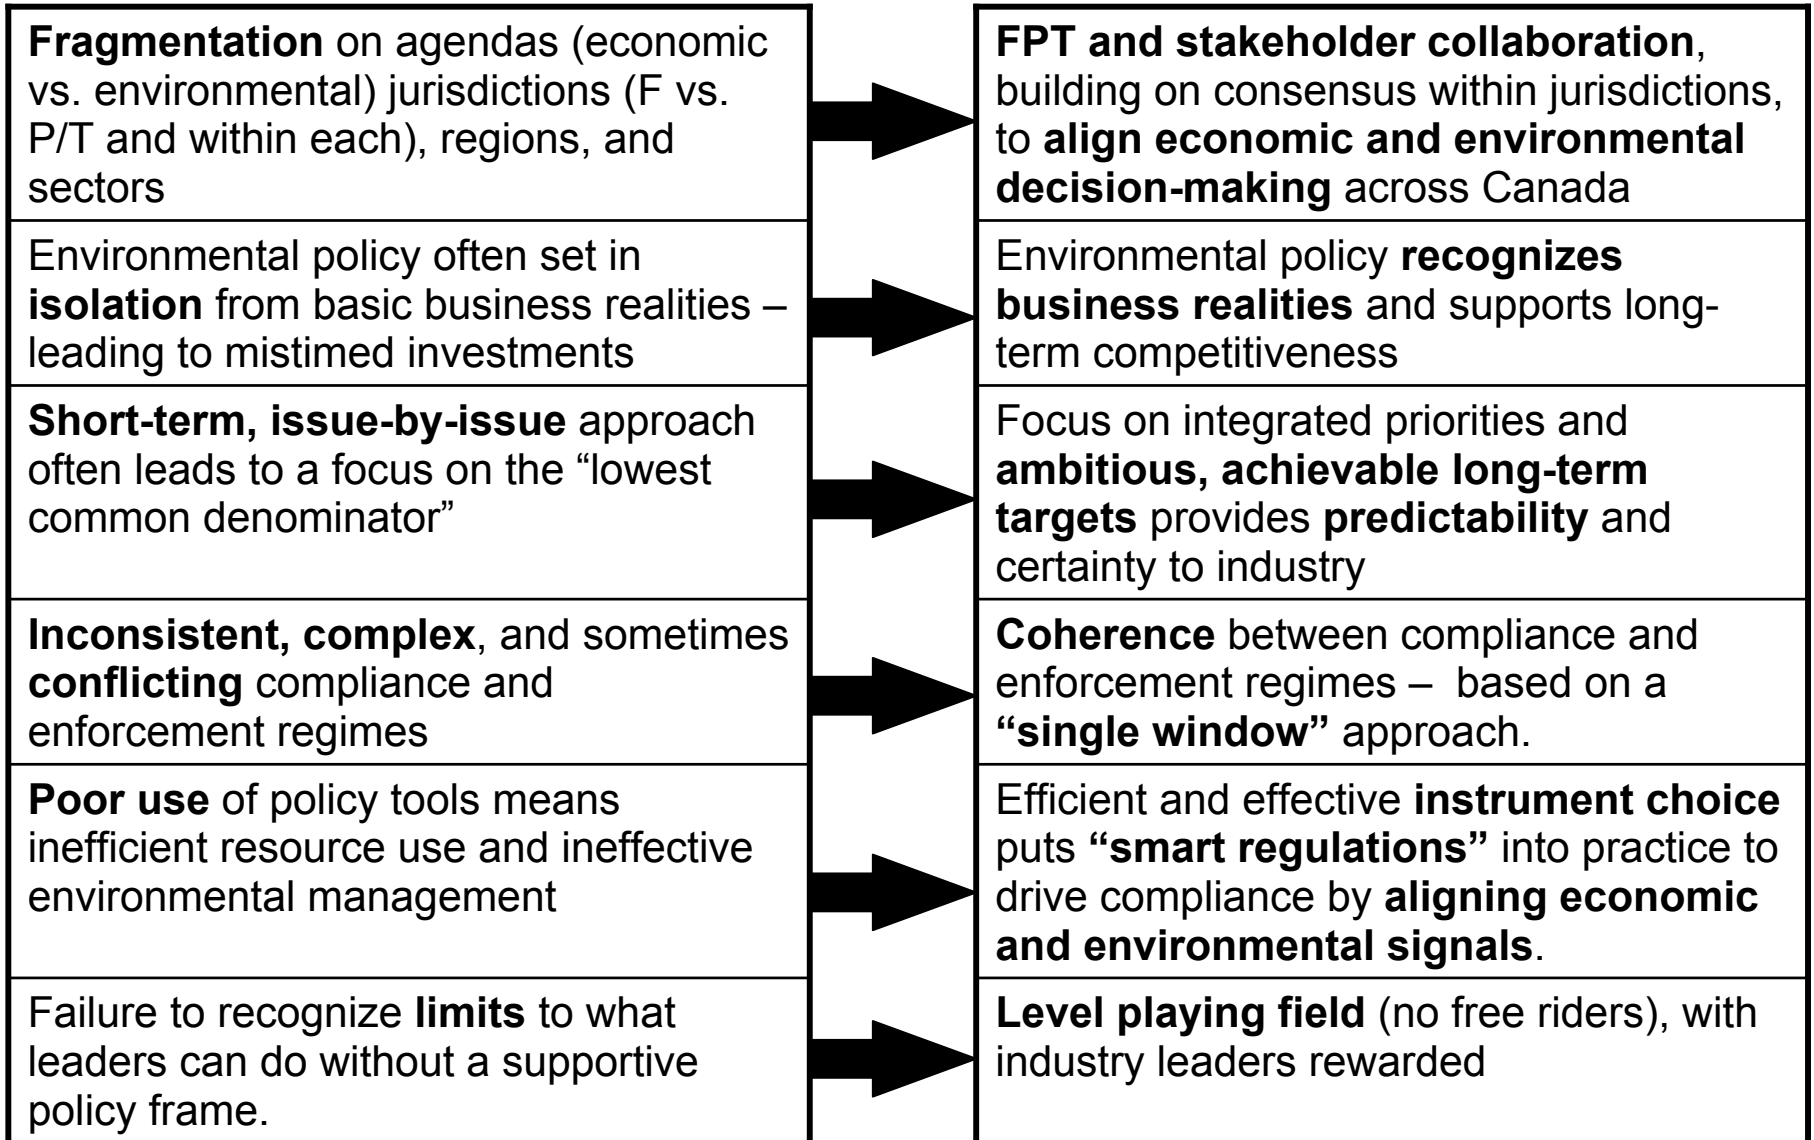 Fragmentation on agendas (economic
vs. environmental) jurisdictions (F vs.
P/T and within each), regions, and
sectors
FPT and stakeholder collaboration,
building on consensus within jurisdictions,
to align economic and environmental
decision-making across Canada
Environmental policy often set in
isolation from basic business realities –
leading to mistimed investments
Environmental policy recognizes
business realities and supports long-
term competitiveness
Short-term, issue-by-issue approach
often leads to a focus on the “lowest
common denominator”
Focus on integrated priorities and
ambitious, achievable long-term
targets provides predictability and
certainty to industry
Inconsistent, complex, and sometimes
conflicting compliance and
enforcement regimes
Coherence between compliance and
enforcement regimes – based on a
“single window” approach.
Poor use of policy tools means
inefficient resource use and ineffective
environmental management
Efficient and effective instrument choice
puts “smart regulations” into practice to
drive compliance by aligning economic
and environmental signals.
Failure to recognize limits to what
leaders can do without a supportive
policy frame.
Level playing field (no free riders), with
industry leaders rewarded